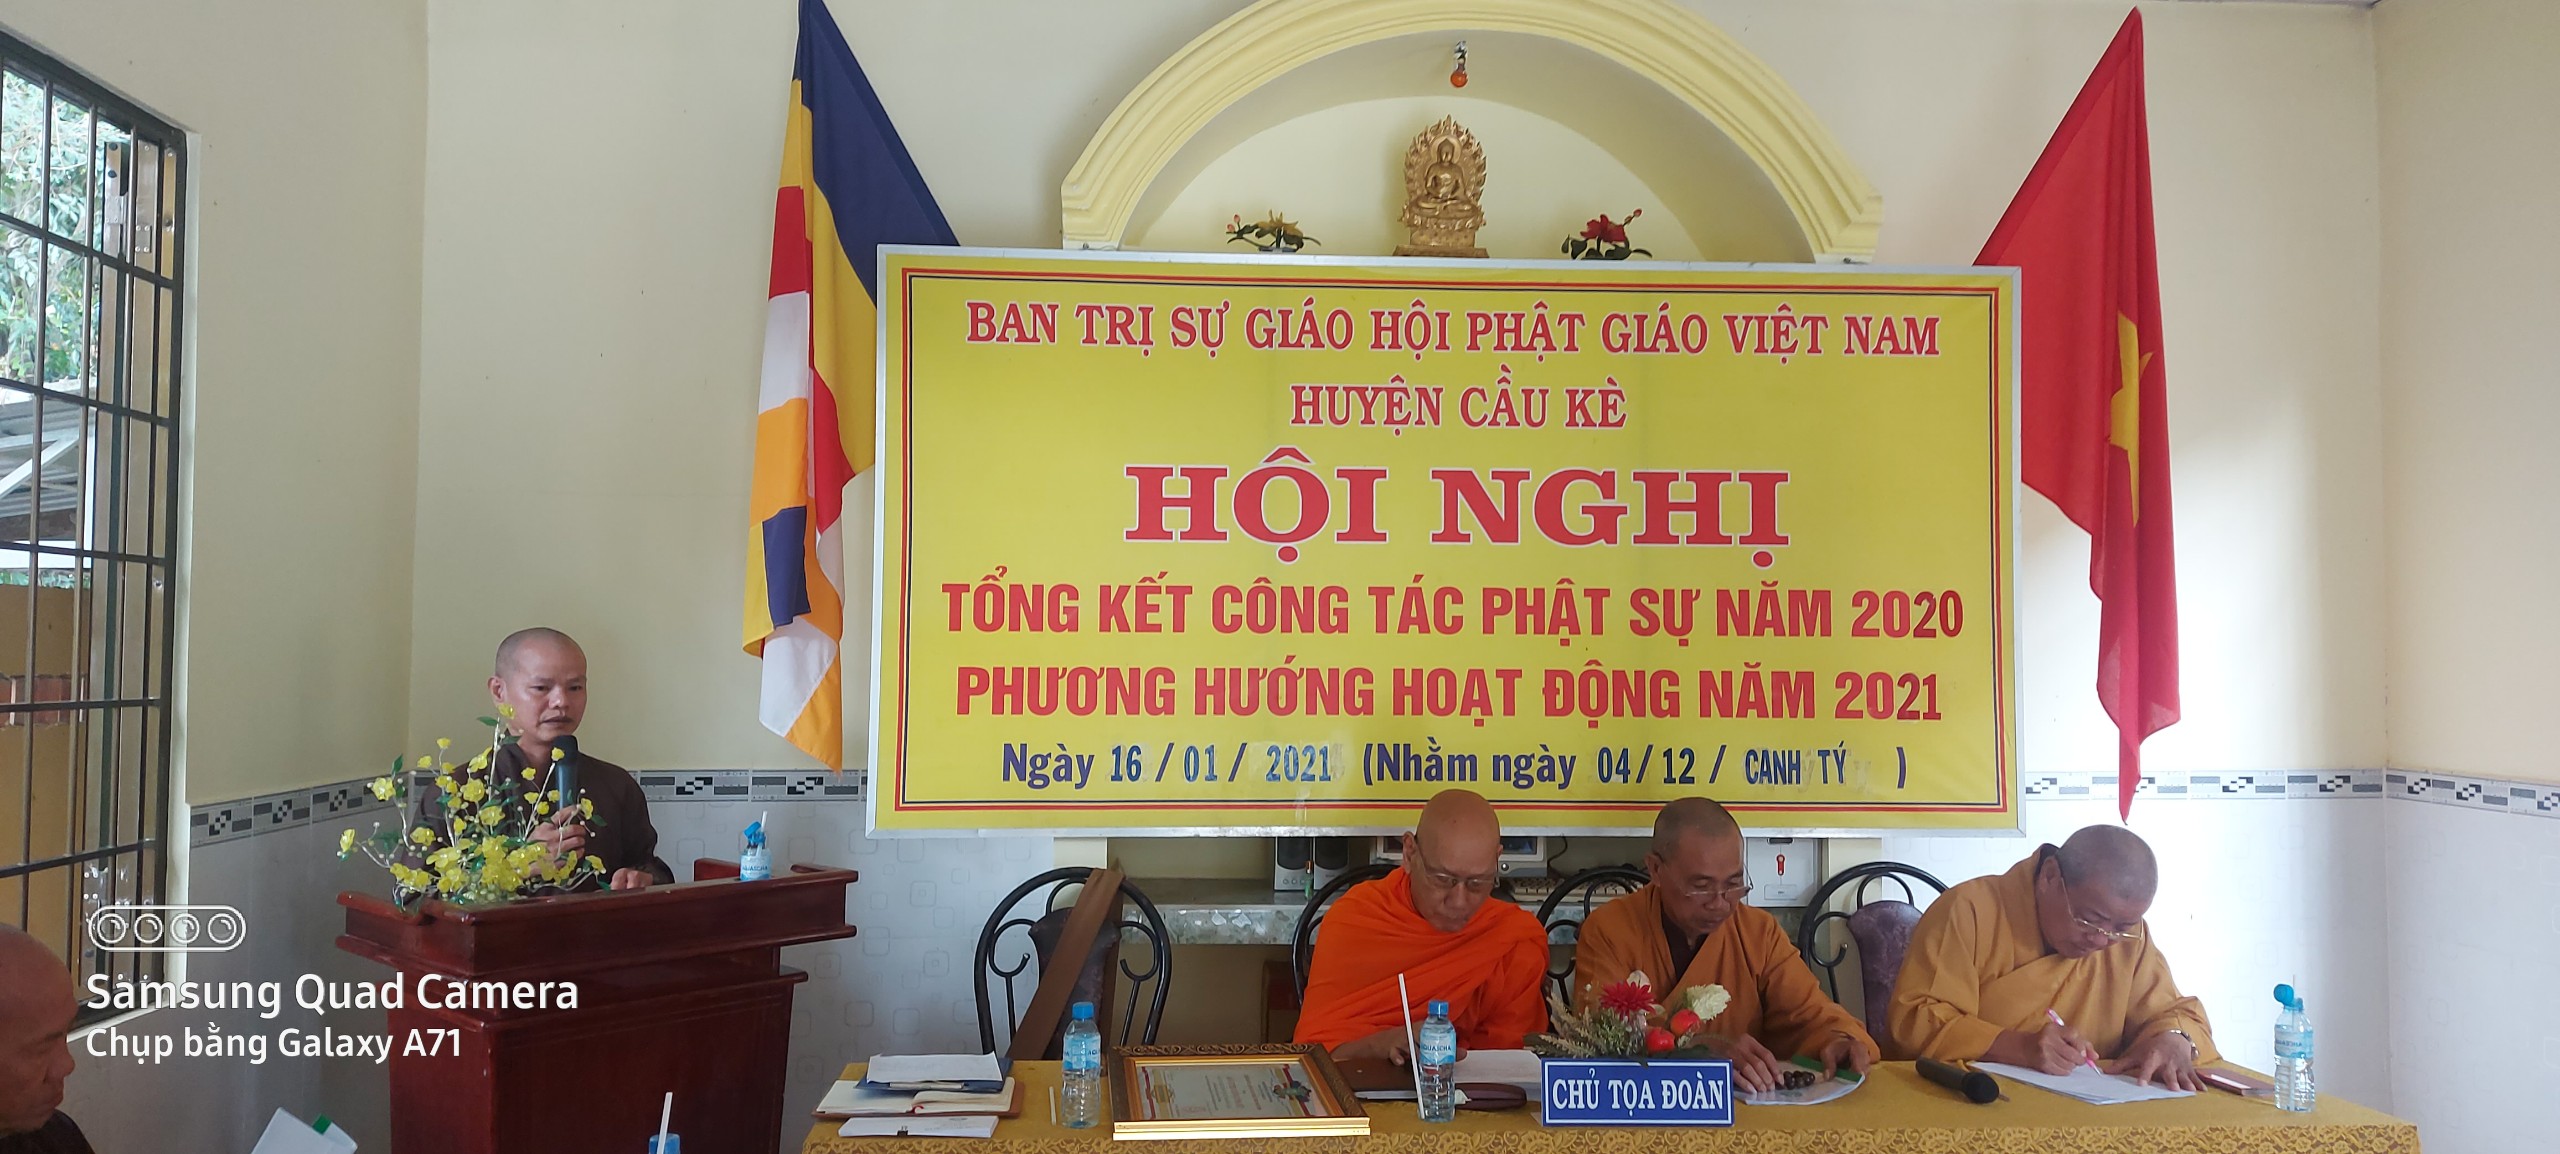 BAN TRỊ SỰ GIÁO HỘI PHẬT GIÁO VIỆT NAM
HUYỆN CẦU KÈ
HỘI NGHỊ
TỔNG KẾT CÔNG TÁC PHẬT SỰ NĂM 2020
PHƯƠNG HƯỚNG HOẠT ĐỘNG NĂM 2021
Ngày 16 / 01 / 2021 (Nhằm ngày 04 / 12 / CANH TÝ )
CHỦ TỌA ĐOÀN
Samsung Quad Camera
Chụp bằng Galaxy A71